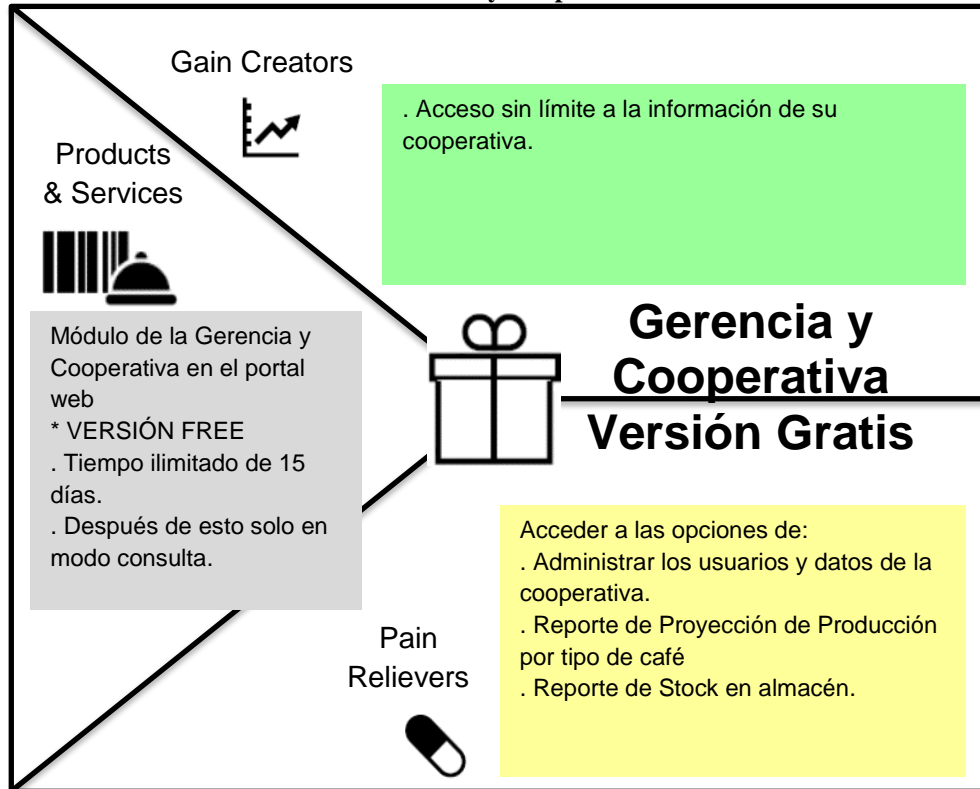 Gain Creators
. Acceso sin límite a la información de su
cooperativa.
Products
& Services
Módulo de la Gerencia y
Cooperativa en el portal
web
* VERSIÓN FREE
. Tiempo ilimitado de 15
días.
. Después de esto solo en
modo consulta.
Gerencia y
Cooperativa
Versión Gratis
Acceder a las opciones de:
. Administrar los usuarios y datos de la
cooperativa.
. Reporte de Proyección de Producción
por tipo de café
. Reporte de Stock en almacén.
Pain
Relievers